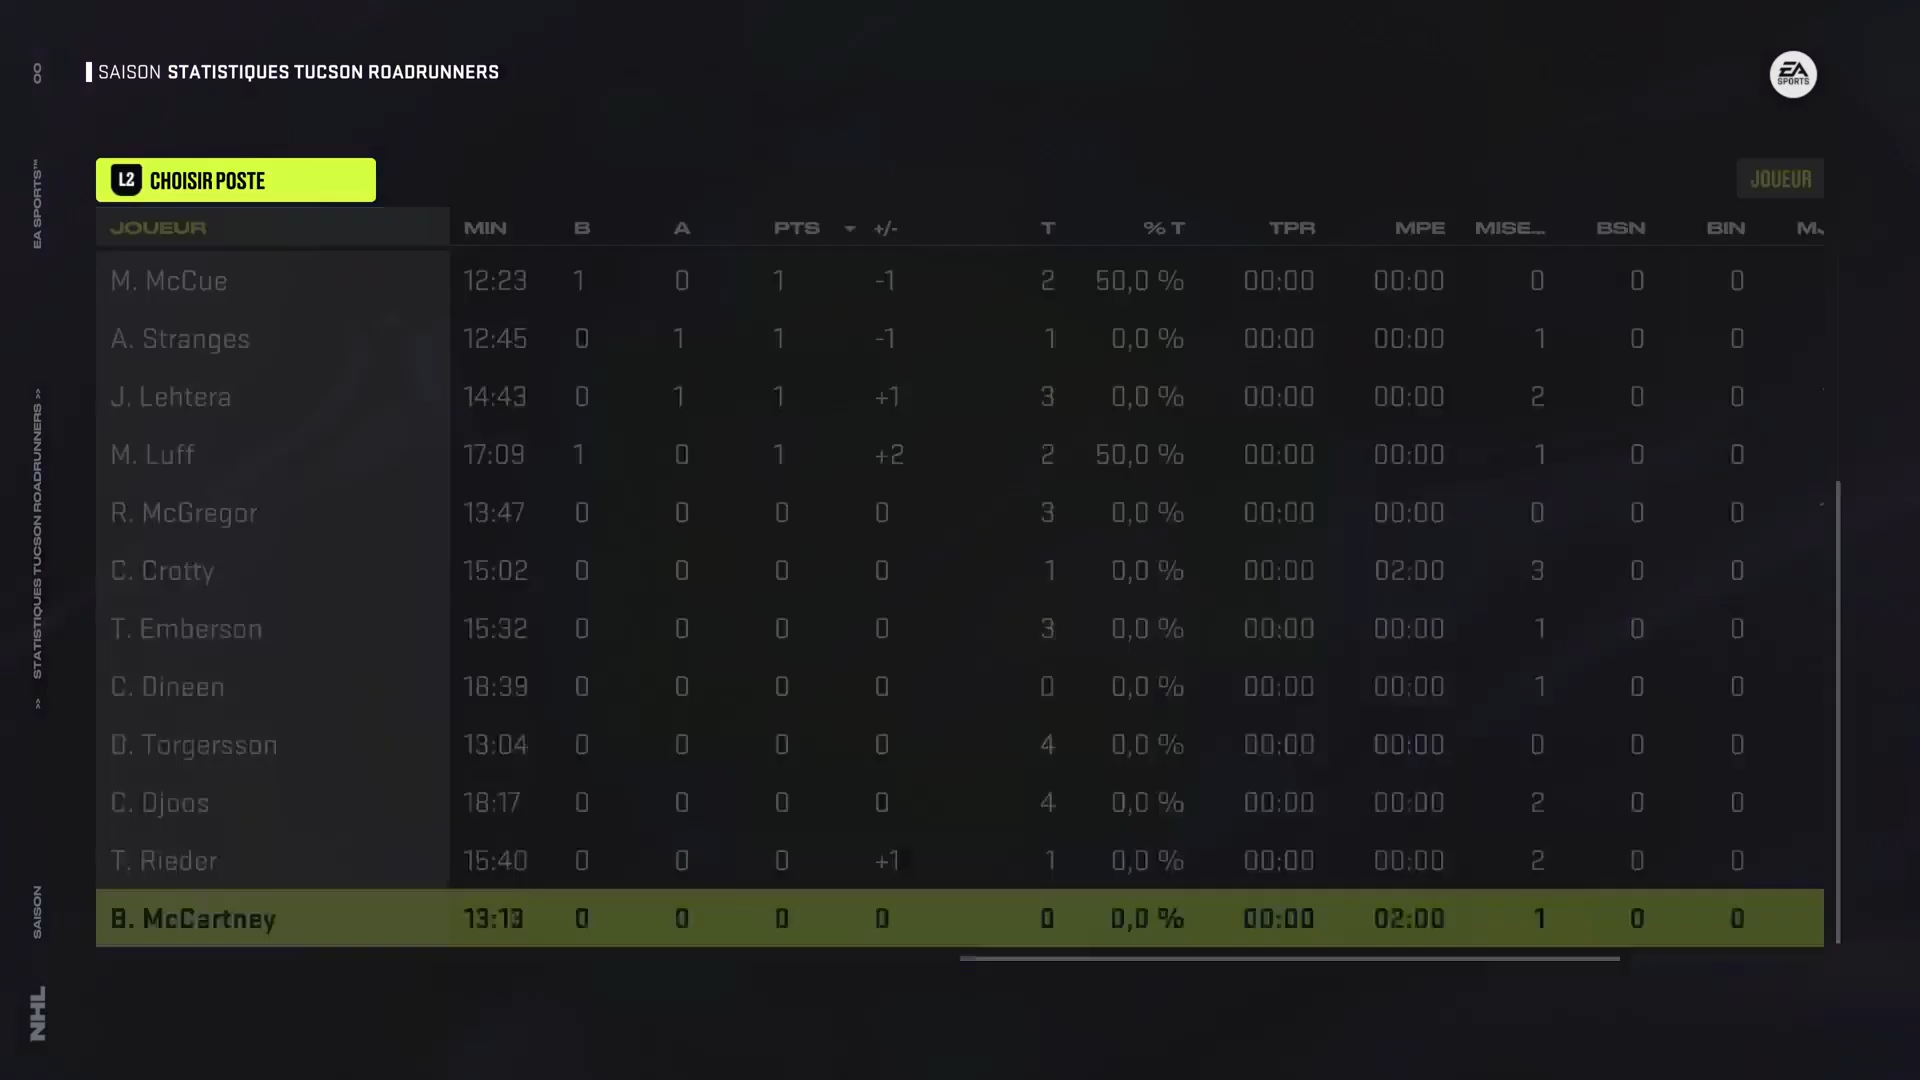 SAISON STATISTIQUES TUCSON ROADRUNNERS
EA SPORTS
L2 CHOISIR POSTE
JOUEUR
JOUEUR MIN B A PTS +/- T % T TPR MPE MISE... BSN BIN
M. McCue 12:23 1 0 1 -1 2 50,0 % 00:00 00:00 0 0 0
A. Stranges 12:45 0 1 1 -1 1 0,0 % 00:00 00:00 1 0 0
J. Lehtera 14:43 0 1 1 +1 3 0,0 % 00:00 00:00 2 0 0
M. Luff 17:09 1 0 1 +2 2 50,0 % 00:00 00:00 1 0 0
R. McGregor 13:47 0 0 0 0 3 0,0 % 00:00 00:00 0 0 0
C. Crotty 15:02 0 0 0 0 1 0,0 % 00:00 02:00 3 0 0
T. Emberson 15:32 0 0 0 0 3 0,0 % 00:00 00:00 1 0 0
C. Dineen 18:39 0 0 0 0 0 0,0 % 00:00 00:00 1 0 0
D. Torgersson 13:04 0 0 0 0 4 0,0 % 00:00 00:00 0 0 0
C. Djoos 18:17 0 0 0 0 4 0,0 % 00:00 00:00 2 0 0
T. Rieder 15:40 0 0 0 +1 1 0,0 % 00:00 00:00 2 0 0
B. McCartney 13:13 0 0 0 0 0 0,0 % 00:00 02:00 1 0 0
NHL SAISON >> STATISTIQUES TUCSON ROADRUNNERS >> EA SPORTS™